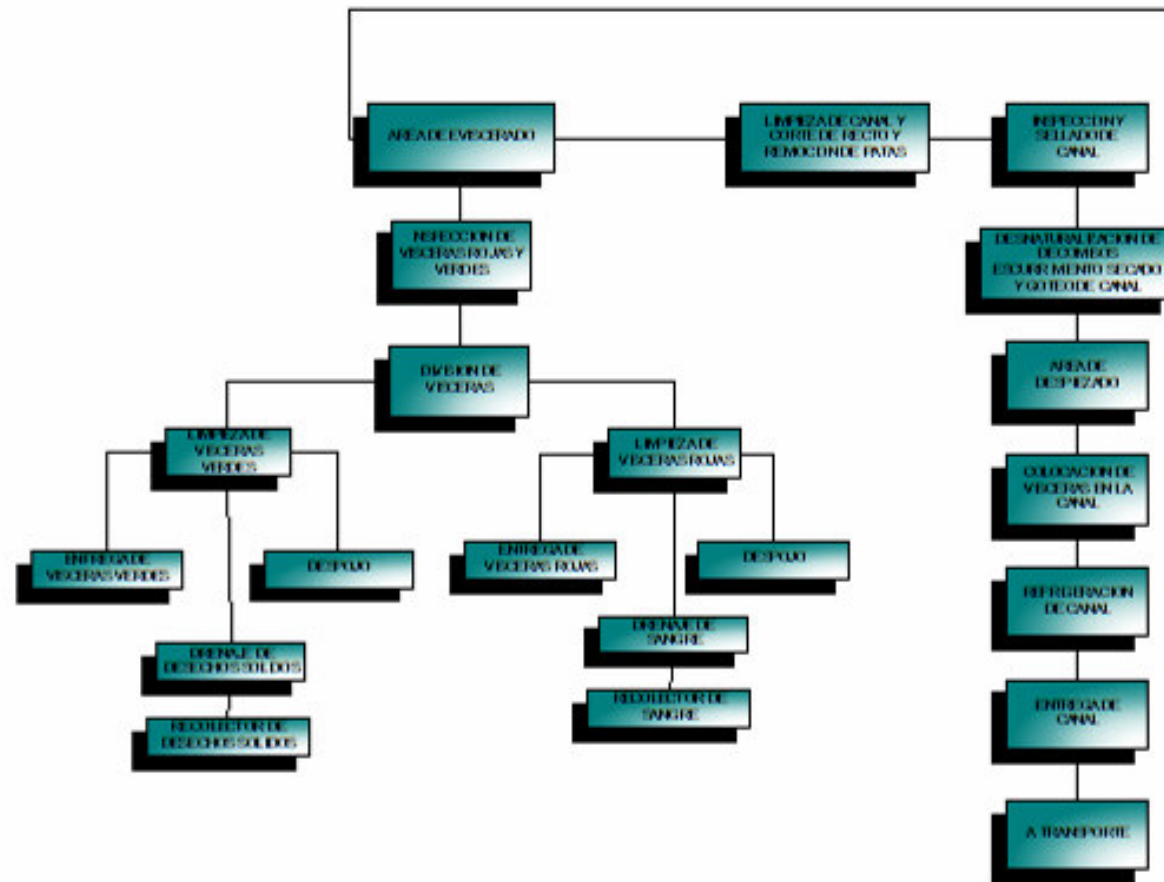 AREA DE EVISCERADO
LIMPIEZA DE CANAL Y
CORTE DE RECTO Y
REMOCION DE PATAS
INSPECCION Y
SELLADO DE
CANAL
INSPECCION DE
VISCERAS ROJAS Y
VERDES
DESNATURALIZACION DE
DECOMISOS
ESCURRIMIENTO SECADO
Y GOTEO DE CANAL
DIVISION DE
VISCERAS
AREA DE
DESPIEZADO
LIMPIEZA DE
VISCERAS
VERDES
LIMPIEZA DE
VISCERAS ROJAS
COLOCACION DE
VISCERAS EN LA
CANAL
ENTREGA DE
VISCERAS VERDES
DESPOJO
ENTREGA DE
VISCERAS ROJAS
DESPOJO
REFRIGERACION
DE CANAL
DRENAJE DE
DESECHOS SOLIDOS
DRENAJE DE
SANGRE
RECOLECTOR DE
DESECHOS SOLIDOS
RECOLECTOR DE
SANGRE
ENTREGA DE
CANAL
A TRANSPORTE